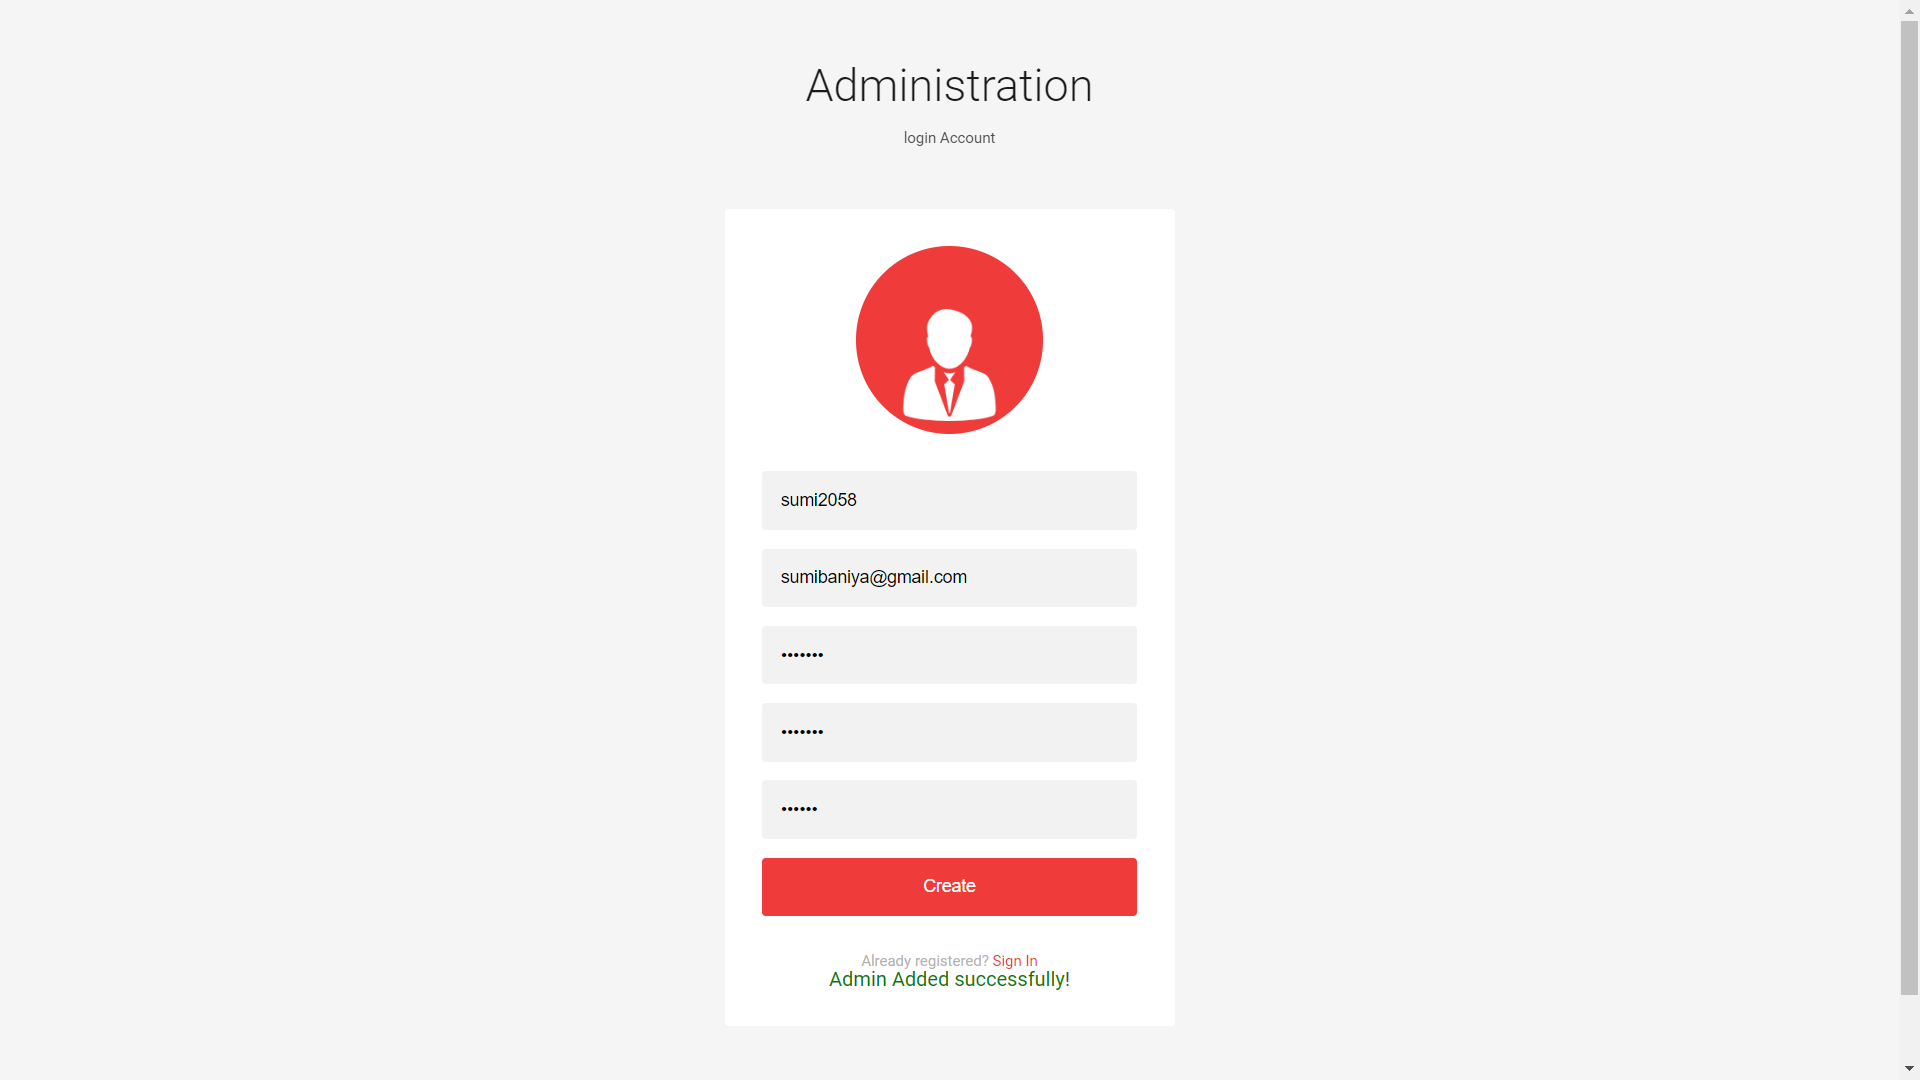 Administration
login Account
sumi2058
sumibaniya@gmail.com
•••••••
•••••••
••••••
Create
Already registered? Sign In
Admin Added successfully!